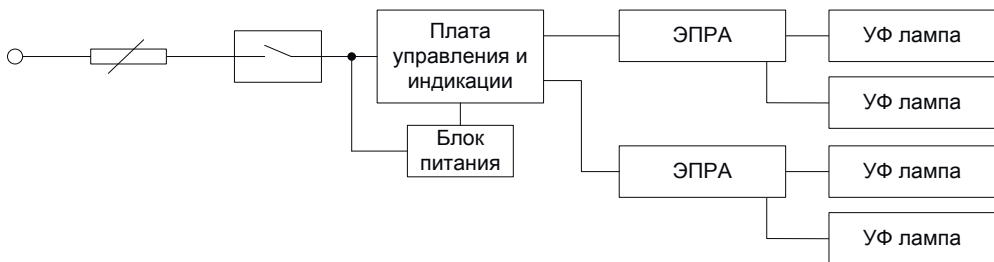 Плата
управления и
индикации
ЭПРА
УФ лампа
УФ лампа
Блок
питания
ЭПРА
УФ лампа
УФ лампа